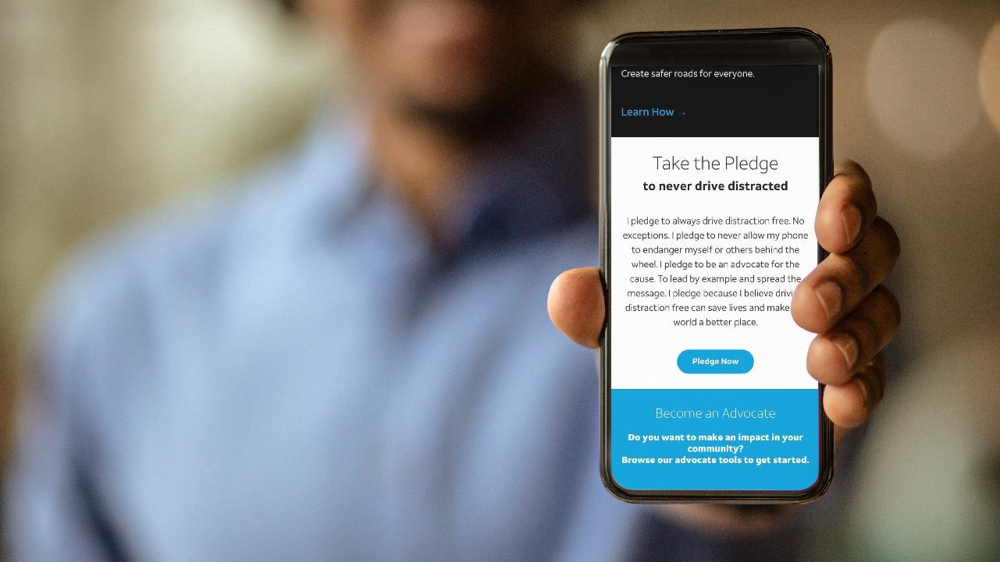 Create safer roads for everyone.
Learn How →
Take the Pledge
to never drive distracted
I pledge to always drive distraction free. No
exceptions. I pledge to never allow my phone
to endanger myself or others behind the
wheel. I pledge to be an advocate for the
cause. To lead by example and spread the
message. I pledge because I believe
distraction free can save lives and make
world a better place.
Pledge Now
Become an Advocate
Do you want to make an impact in your
community?
Browse our advocate tools to get started.